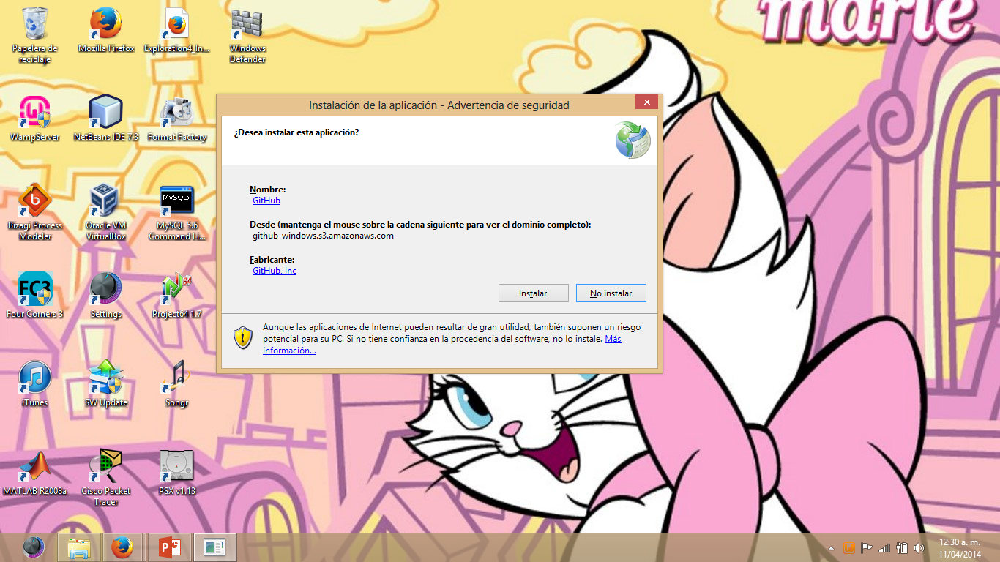 marie
Papelera de
reciclaje
Mozilla Firefox
Exploration4_In...
Windows
Defender
WampServer
NetBeans IDE 7.3
Format Factory
Bizagi Process
Modeler
Oracle VM
VirtualBox
MySQL>
MySQL 5.6
Command Li...
FC3
Four Corners 3
Settings
64
Project64 1.7
iTunes
SW Update
Songr
MATLAB R2008a
Cisco Packet
Tracer
PSX v1.13
Instalación de la aplicación - Advertencia de seguridad
¿Desea instalar esta aplicación?
Nombre:
GitHub
Desde (mantenga el mouse sobre la cadena siguiente para ver el dominio completo):
github-windows.s3.amazonaws.com
Fabricante:
GitHub, Inc
Instalar
No instalar
Aunque las aplicaciones de Internet pueden resultar de gran utilidad, también suponen un riesgo
potencial para su PC. Si no tiene confianza en la procedencia del software, no lo instale. Más
información...
12:30 a. m.
11/04/2014